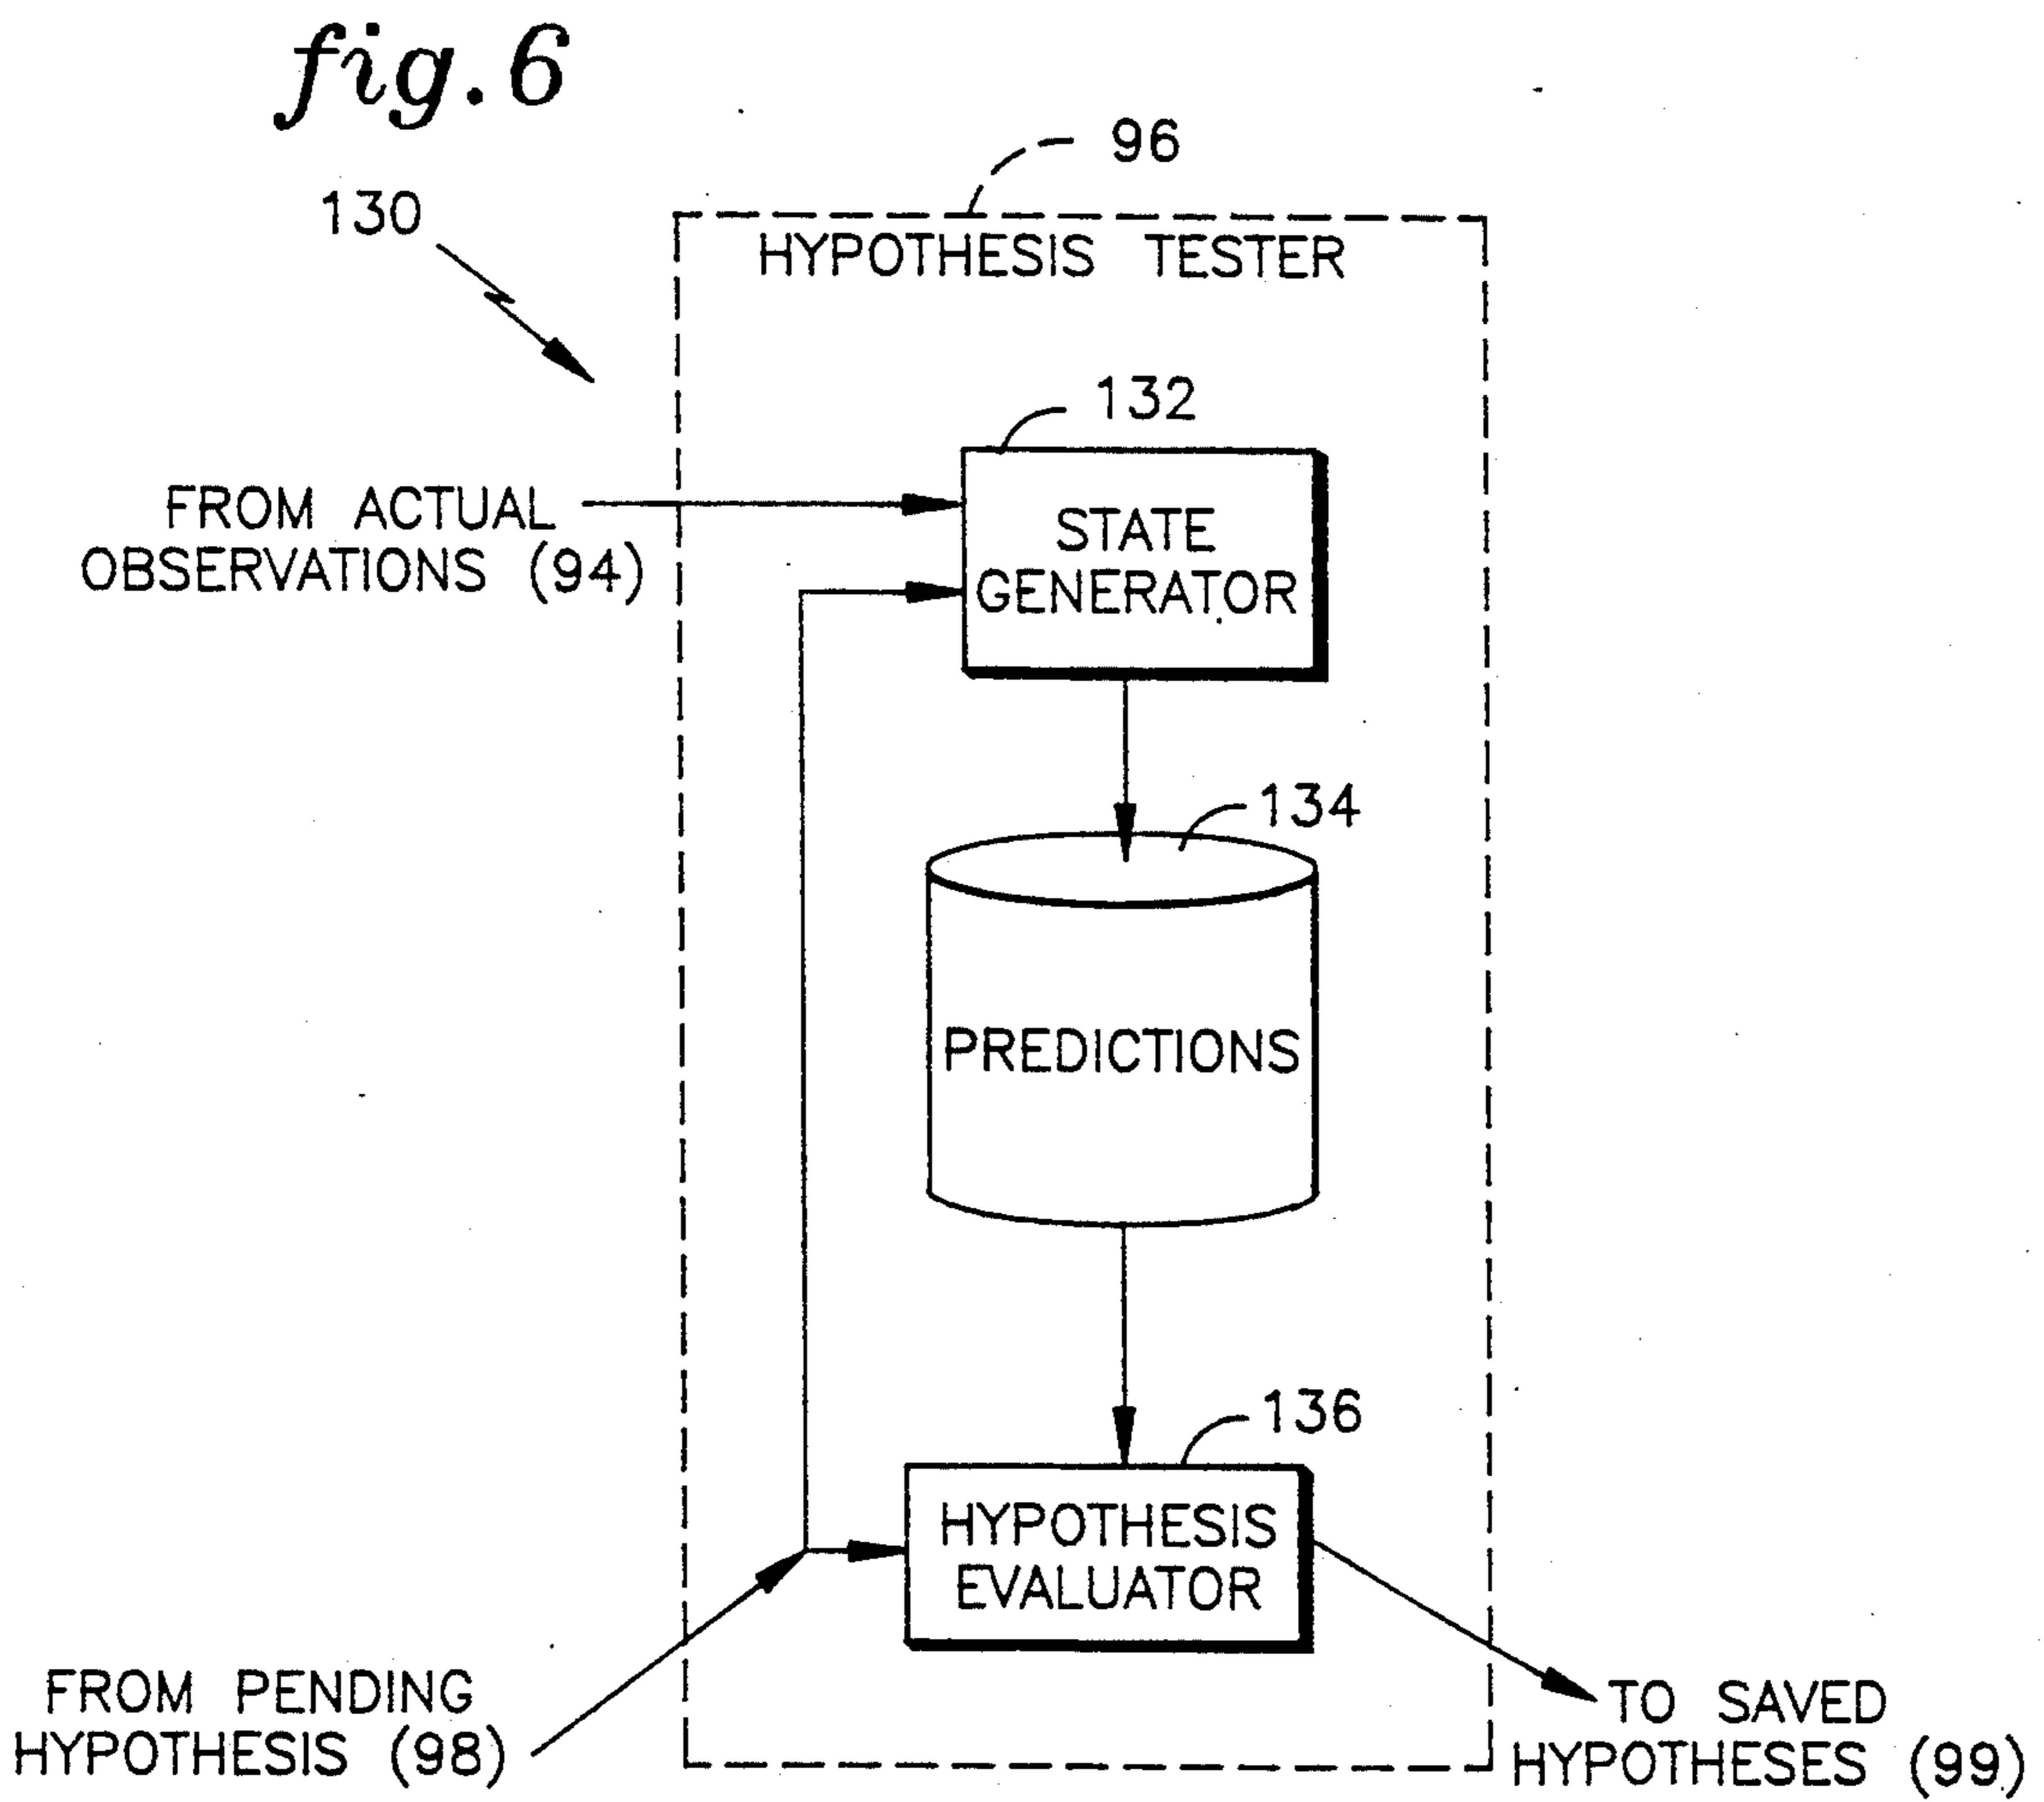 fig. 6
96
130
HYPOTHESIS TESTER
132
FROM ACTUAL
OBSERVATIONS (94)
STATE
GENERATOR
134
PREDICTIONS
136
HYPOTHESIS
EVALUATOR
FROM PENDING
HYPOTHESIS (98)
TO SAVED
HYPOTHESES (99)